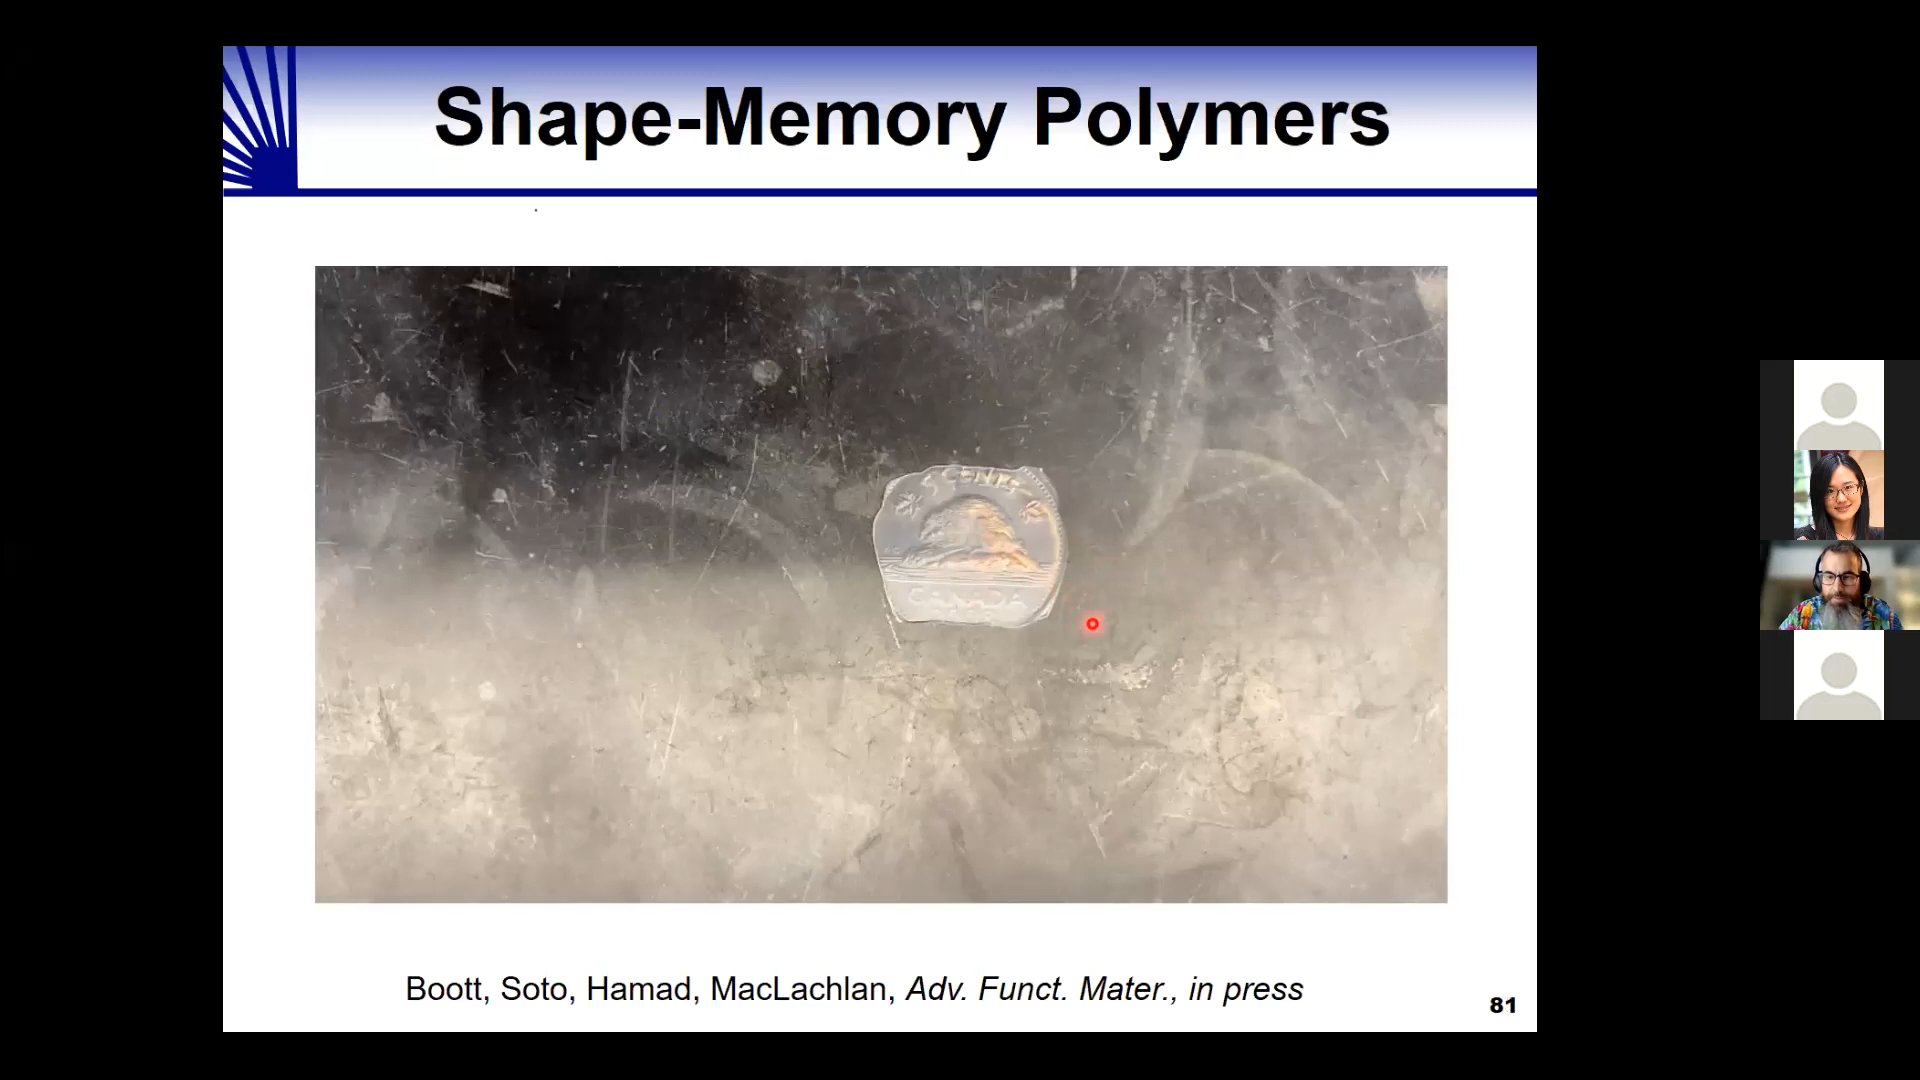 Shape-Memory Polymers
5 CENTS
CANADA
Boott, Soto, Hamad, MacLachlan, Adv. Funct. Mater., in press
81